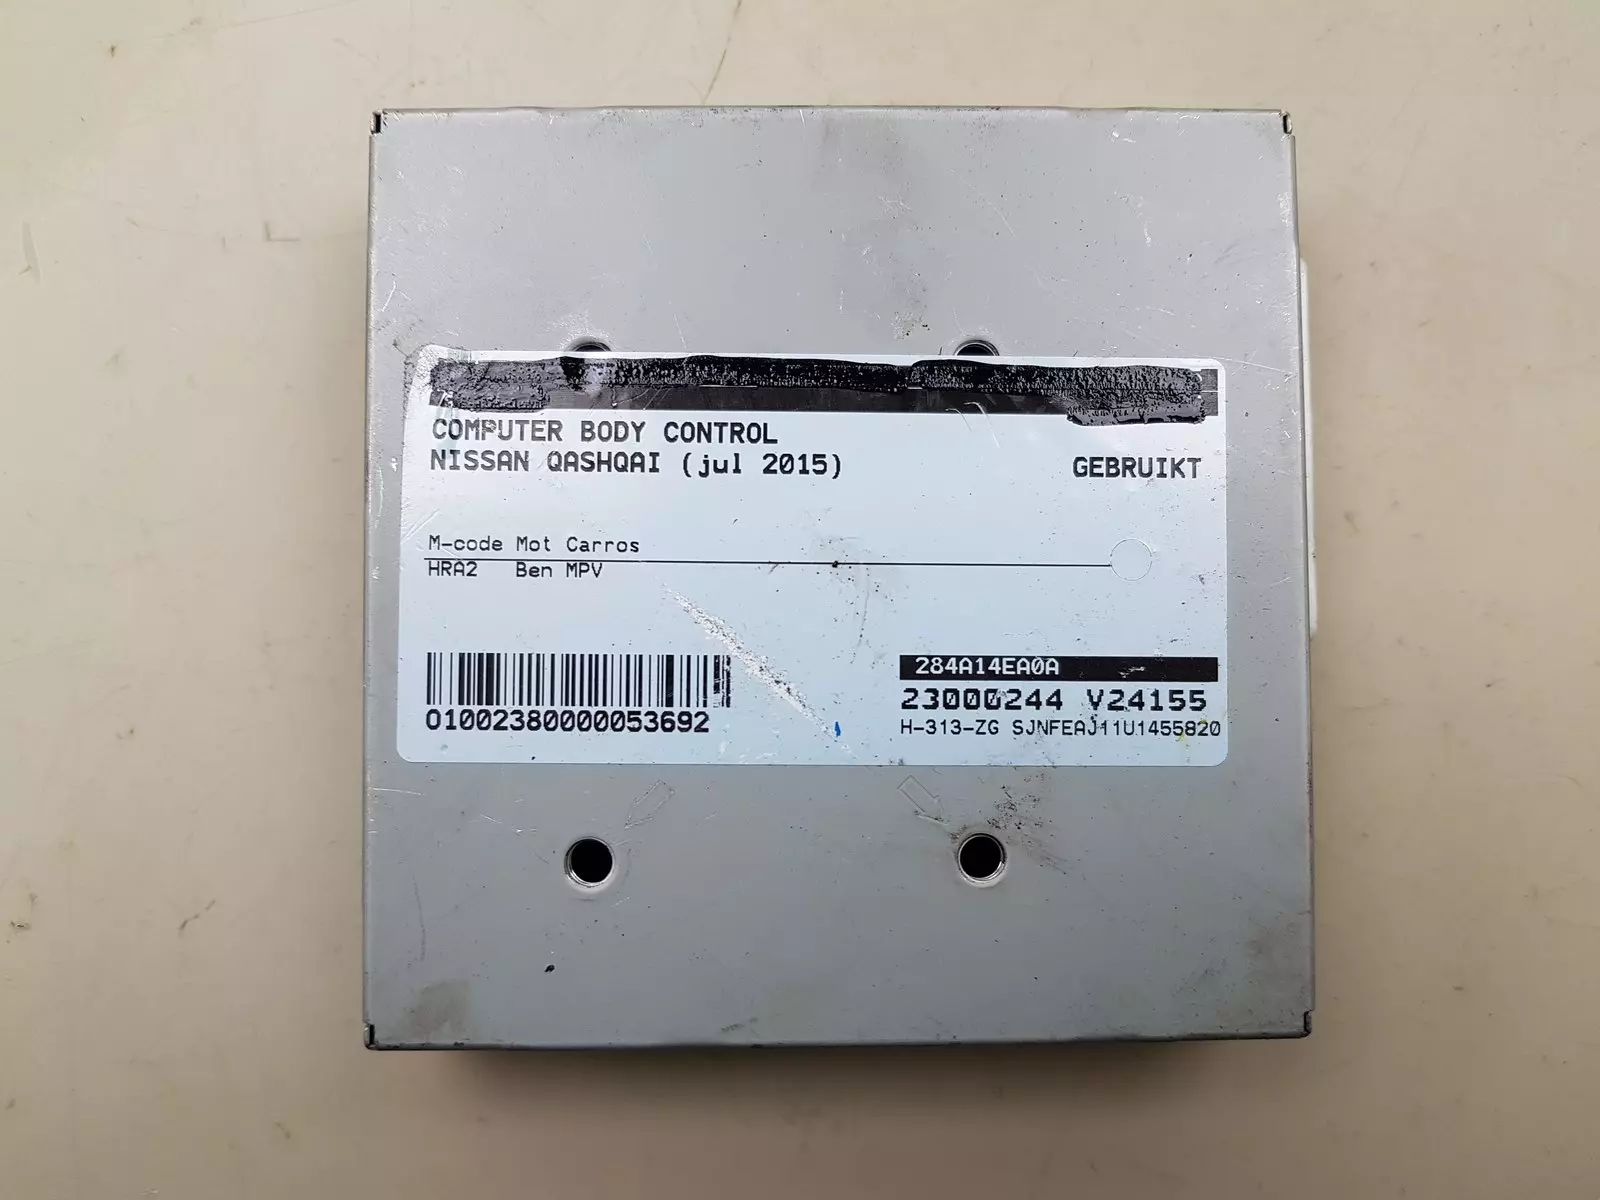 COMPUTER BODY CONTROL
NISSAN QASHQAI (jul 2015)
GEBRUIKT
M-code Mot Carros
HRA2 Ben MPV
01002380000053692
284A14EA0A
23000244 V24155
H-313-ZG SJNFEAJ11U1455820